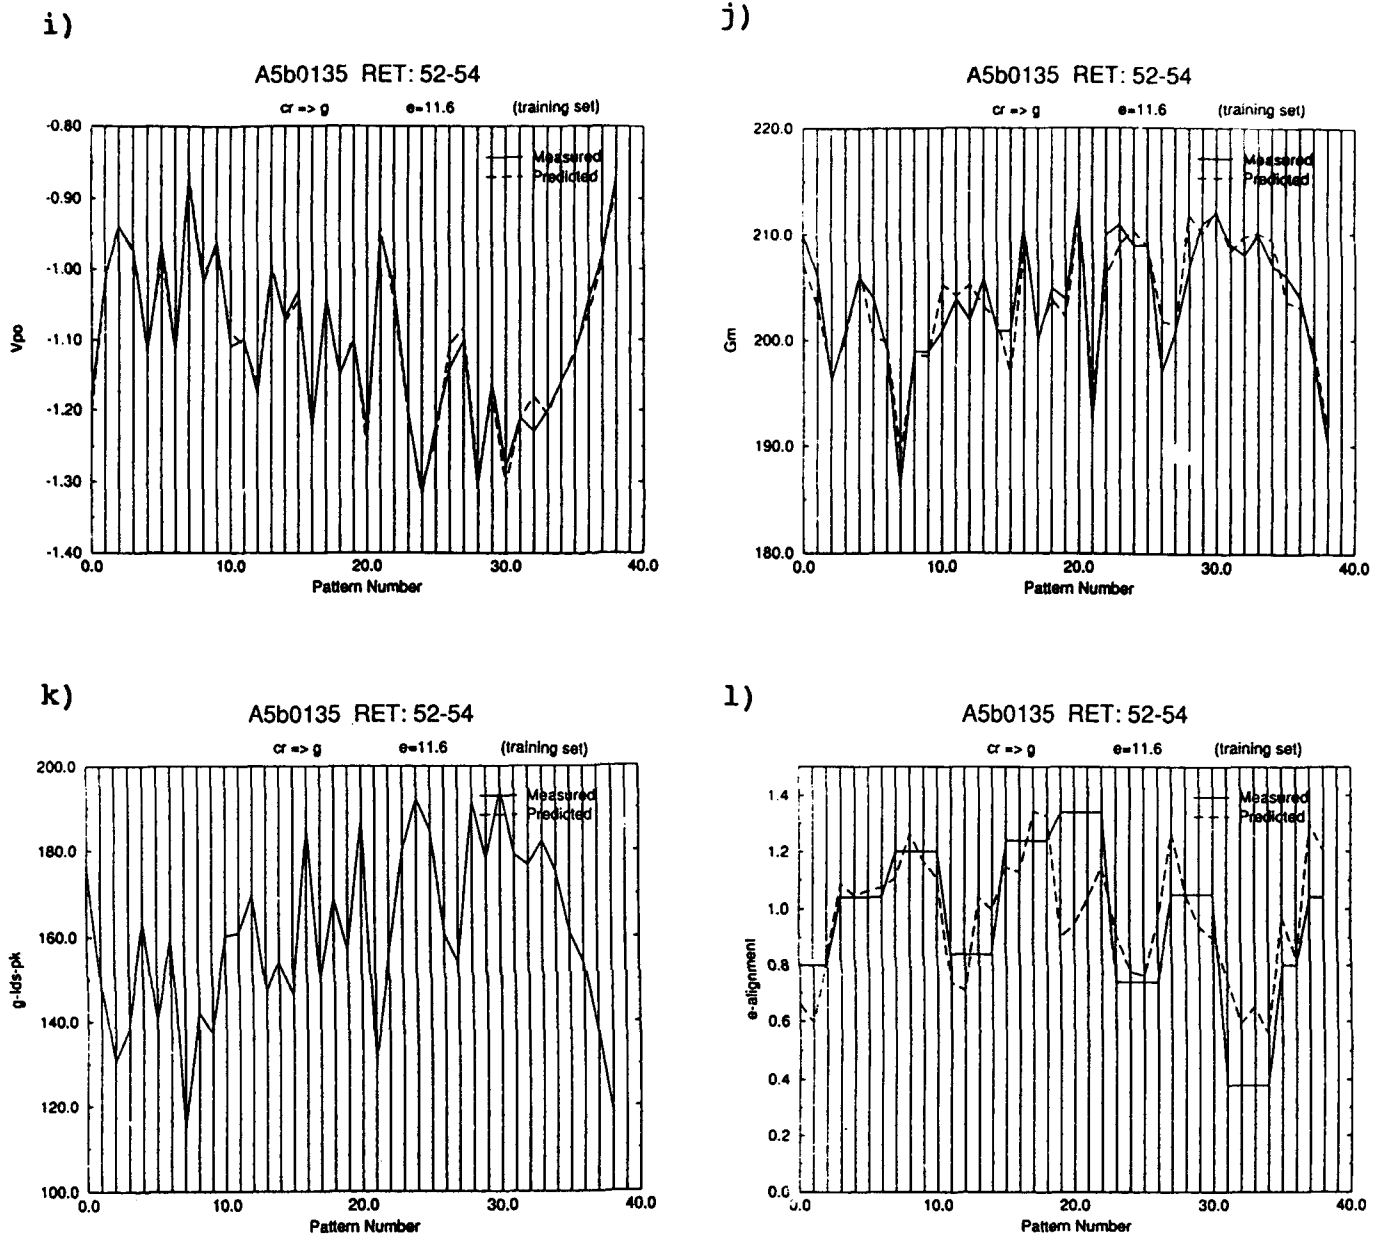 i)
A5b0135 RET: 52-54
cr => g e=11.6 (training set)
Measured
Predicted
-0.80
-0.90
-1.00
-1.10
-1.20
-1.30
-1.40
Vpo
0.0 10.0 20.0 30.0 40.0
Pattern Number
j)
A5b0135 RET: 52-54
cr => g e=11.6 (training set)
Measured
Predicted
220.0
210.0
200.0
190.0
180.0
Gm
0.0 10.0 20.0 30.0 40.0
Pattern Number
k)
A5b0135 RET: 52-54
cr => g e=11.6 (training set)
Measured
Predicted
200.0
180.0
160.0
140.0
120.0
100.0
g-Ids-pk
0.0 10.0 20.0 30.0 40.0
Pattern Number
l)
A5b0135 RET: 52-54
cr => g e=11.6 (training set)
Measured
Predicted
1.4
1.2
1.0
0.8
0.6
0.4
0.2
0.0
e-alignment
0.0 10.0 20.0 30.0 40.0
Pattern Number